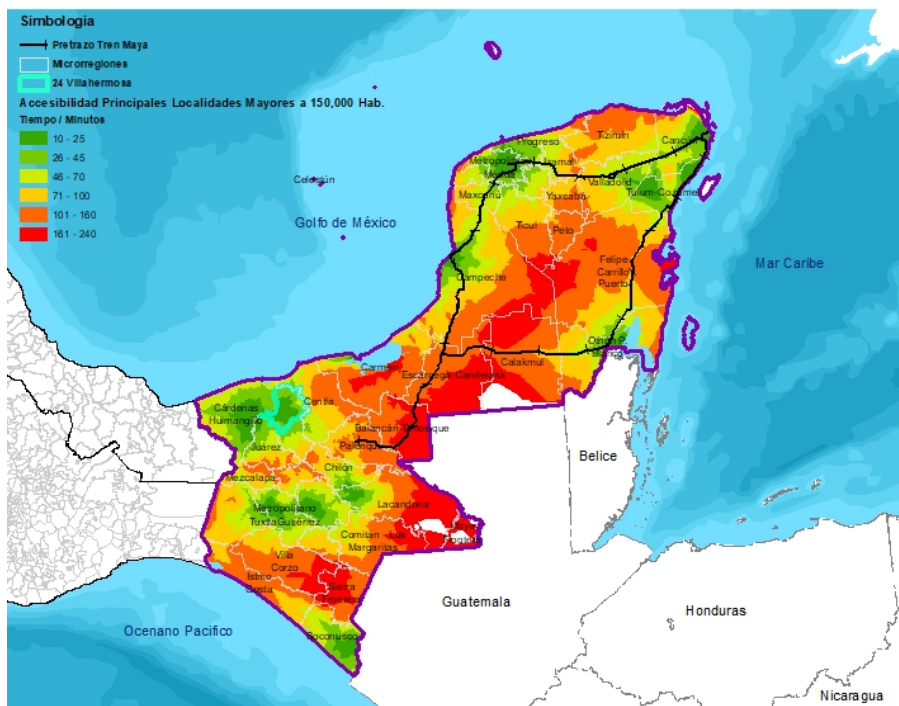 Simbología
Pretrazo Tren Maya
Microrregiones
24 Villahermosa
Accesibilidad Principales Localidades Mayores a 150,000 Hab.
Tiempo / Minutos
10 - 25
26 - 45
46 - 70
71 - 100
101 - 160
161 - 240
Progreso
Tizimín
Cancún
Metropolitano
Mérida
Izamal
Valladolid
Tulum-Cozumel
Maxcanú
Yaxcabá
Celestún
Golfo de México
Ticul
Peto
Mar Caribe
Felipe
Carrillo
Puerto
Campeche
Othón P.
Blanco
Calakmul
Carmen
Escárcega-Candelaria
Cárdenas
Huimanguillo
Centla
Balancán-Tenosique
Juárez
Palenque
Belice
Chilón
Mezcalapa
Lacandona
Metropolitano
Tuxtla Gutiérrez
Comitán - Las
Margaritas
Villa
Corzo
Istmo
Costa
Sierra
Guatemala
Honduras
Soconusco
Ocenano Pacifico
Nicaragua